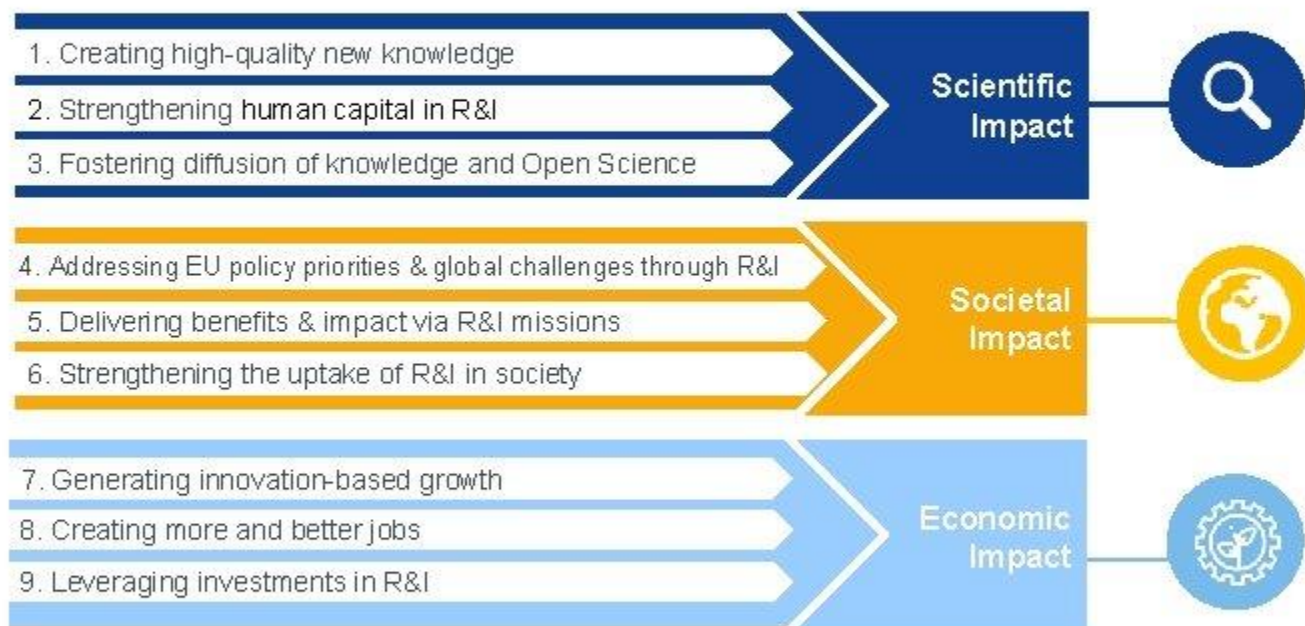 1. Creating high-quality new knowledge
2. Strengthening human capital in R&I
3. Fostering diffusion of knowledge and Open Science
Scientific
Impact
4. Addressing EU policy priorities & global challenges through R&I
5. Delivering benefits & impact via R&I missions
6. Strengthening the uptake of R&I in society
Societal
Impact
7. Generating innovation-based growth
8. Creating more and better jobs
9. Leveraging investments in R&I
Economic
Impact